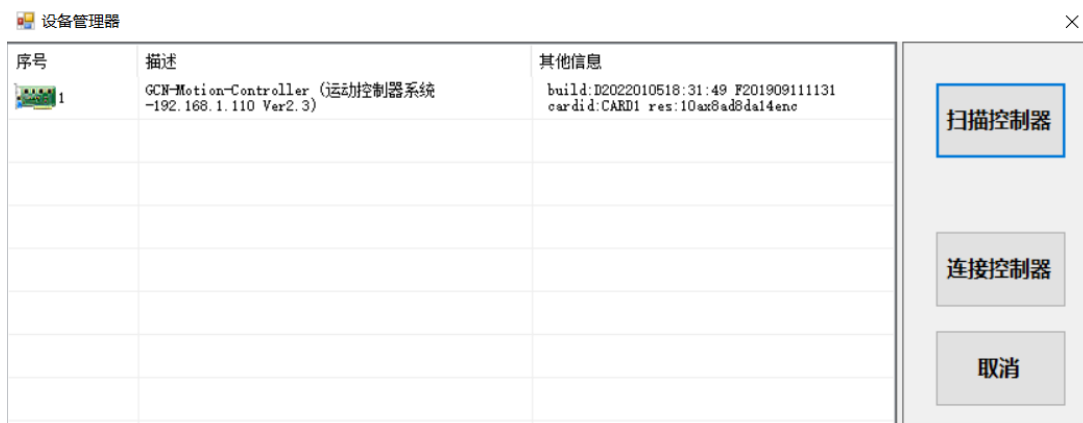 设备管理器
序号
描述
其他信息
1
GCN-Motion-Controller (运动控制器系统
-192.168.1.110 Ver2.3)
build:D2022010518:31:49 F201909111131
cardid:CARD1 res:10ax8ad8da14enc
扫描控制器
连接控制器
取消